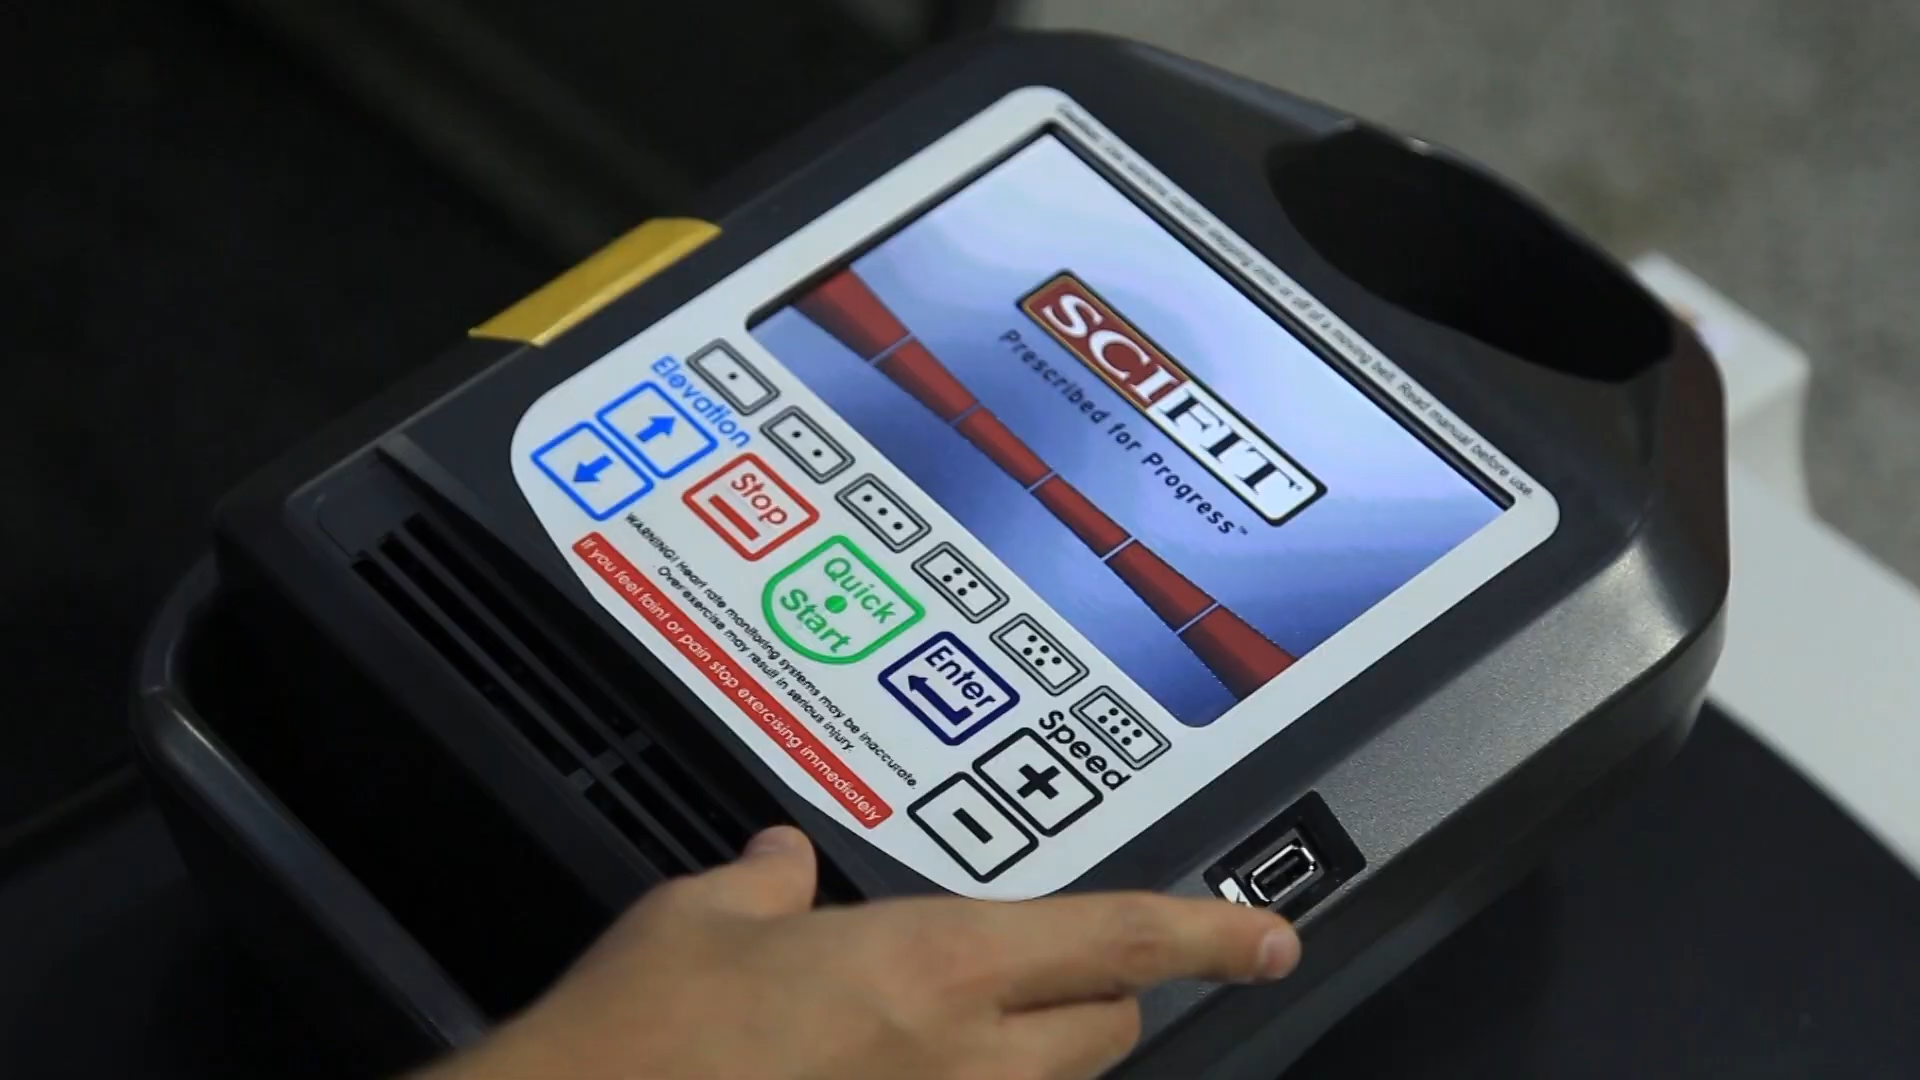 moving belt. Read manual before use.
SCIFIT
Prescribed for Progress™
Elevation
Stop
Quick
Start
Enter
Speed
WARNING! Heart rate monitoring systems may be inaccurate.
Over exercise may result in serious injury.
If you feel faint or pain stop exercising immediately